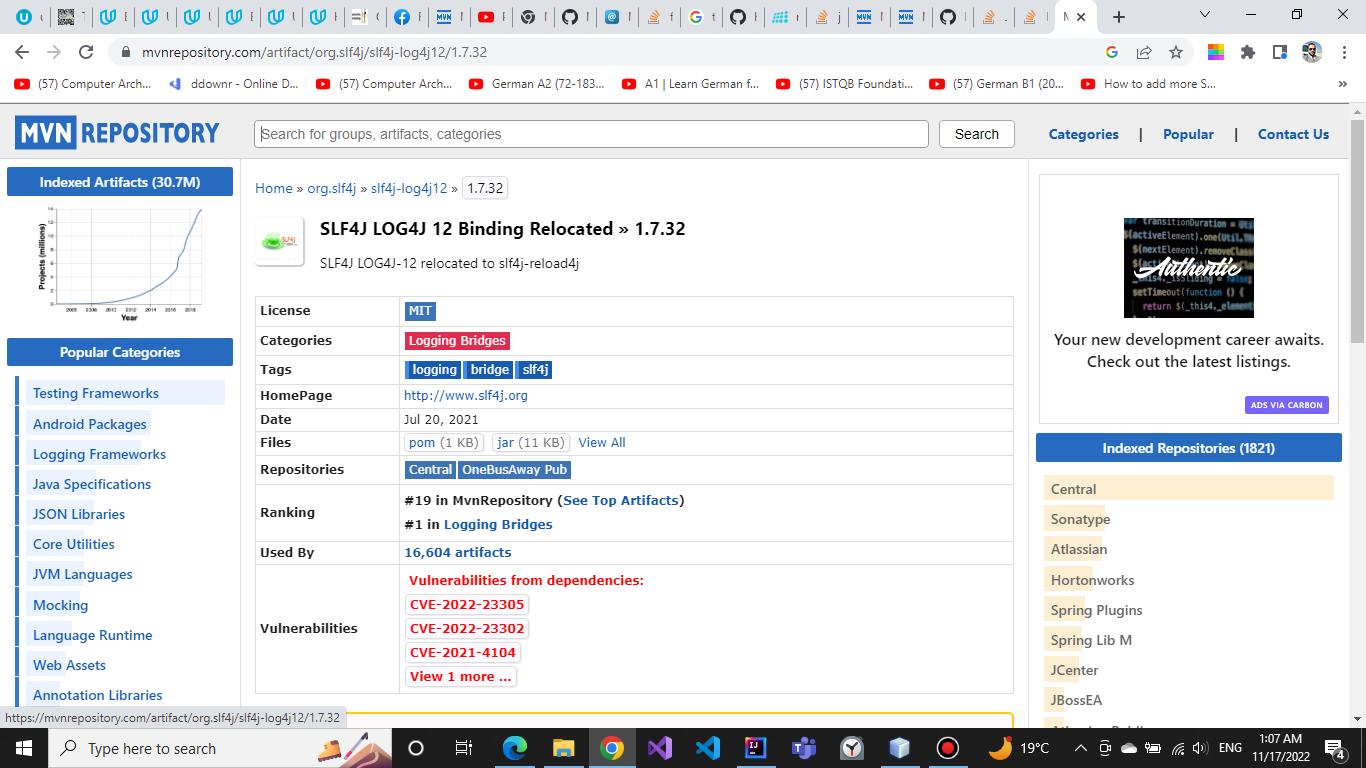 mvnrepository.com/artifact/org.slf4j/slf4j-log4j12/1.7.32
(57) Computer Arch...
ddownr - Online D...
(57) Computer Arch...
German A2 (72-183...
A1 | Learn German f...
(57) ISTQB Foundati...
(57) German B1 (20...
How to add more S...
MVN REPOSITORY
Search for groups, artifacts, categories
Search
Categories | Popular | Contact Us
Indexed Artifacts (30.7M)
Projects (millions)
Year
Popular Categories
Testing Frameworks
Android Packages
Logging Frameworks
Java Specifications
JSON Libraries
Core Utilities
JVM Languages
Mocking
Language Runtime
Web Assets
Annotation Libraries
Home » org.slf4j » slf4j-log4j12 » 1.7.32
SLF4J LOG4J 12 Binding Relocated » 1.7.32
SLF4J LOG4J-12 relocated to slf4j-reload4j
License MIT
Categories Logging Bridges
Tags logging bridge slf4j
HomePage http://www.slf4j.org
Date Jul 20, 2021
Files pom (1 KB) jar (11 KB) View All
Repositories Central OneBusAway Pub
Ranking #19 in MvnRepository (See Top Artifacts)
#1 in Logging Bridges
Used By 16,604 artifacts
Vulnerabilities Vulnerabilities from dependencies:
CVE-2022-23305
CVE-2022-23302
CVE-2021-4104
View 1 more ...
Authentic
Your new development career awaits.
Check out the latest listings.
ADS VIA CARBON
Indexed Repositories (1821)
Central
Sonatype
Atlassian
Hortonworks
Spring Plugins
Spring Lib M
JCenter
JBossEA
https://mvnrepository.com/artifact/org.slf4j/slf4j-log4j12/1.7.32
Type here to search
19°C
ENG
1:07 AM
11/17/2022
4